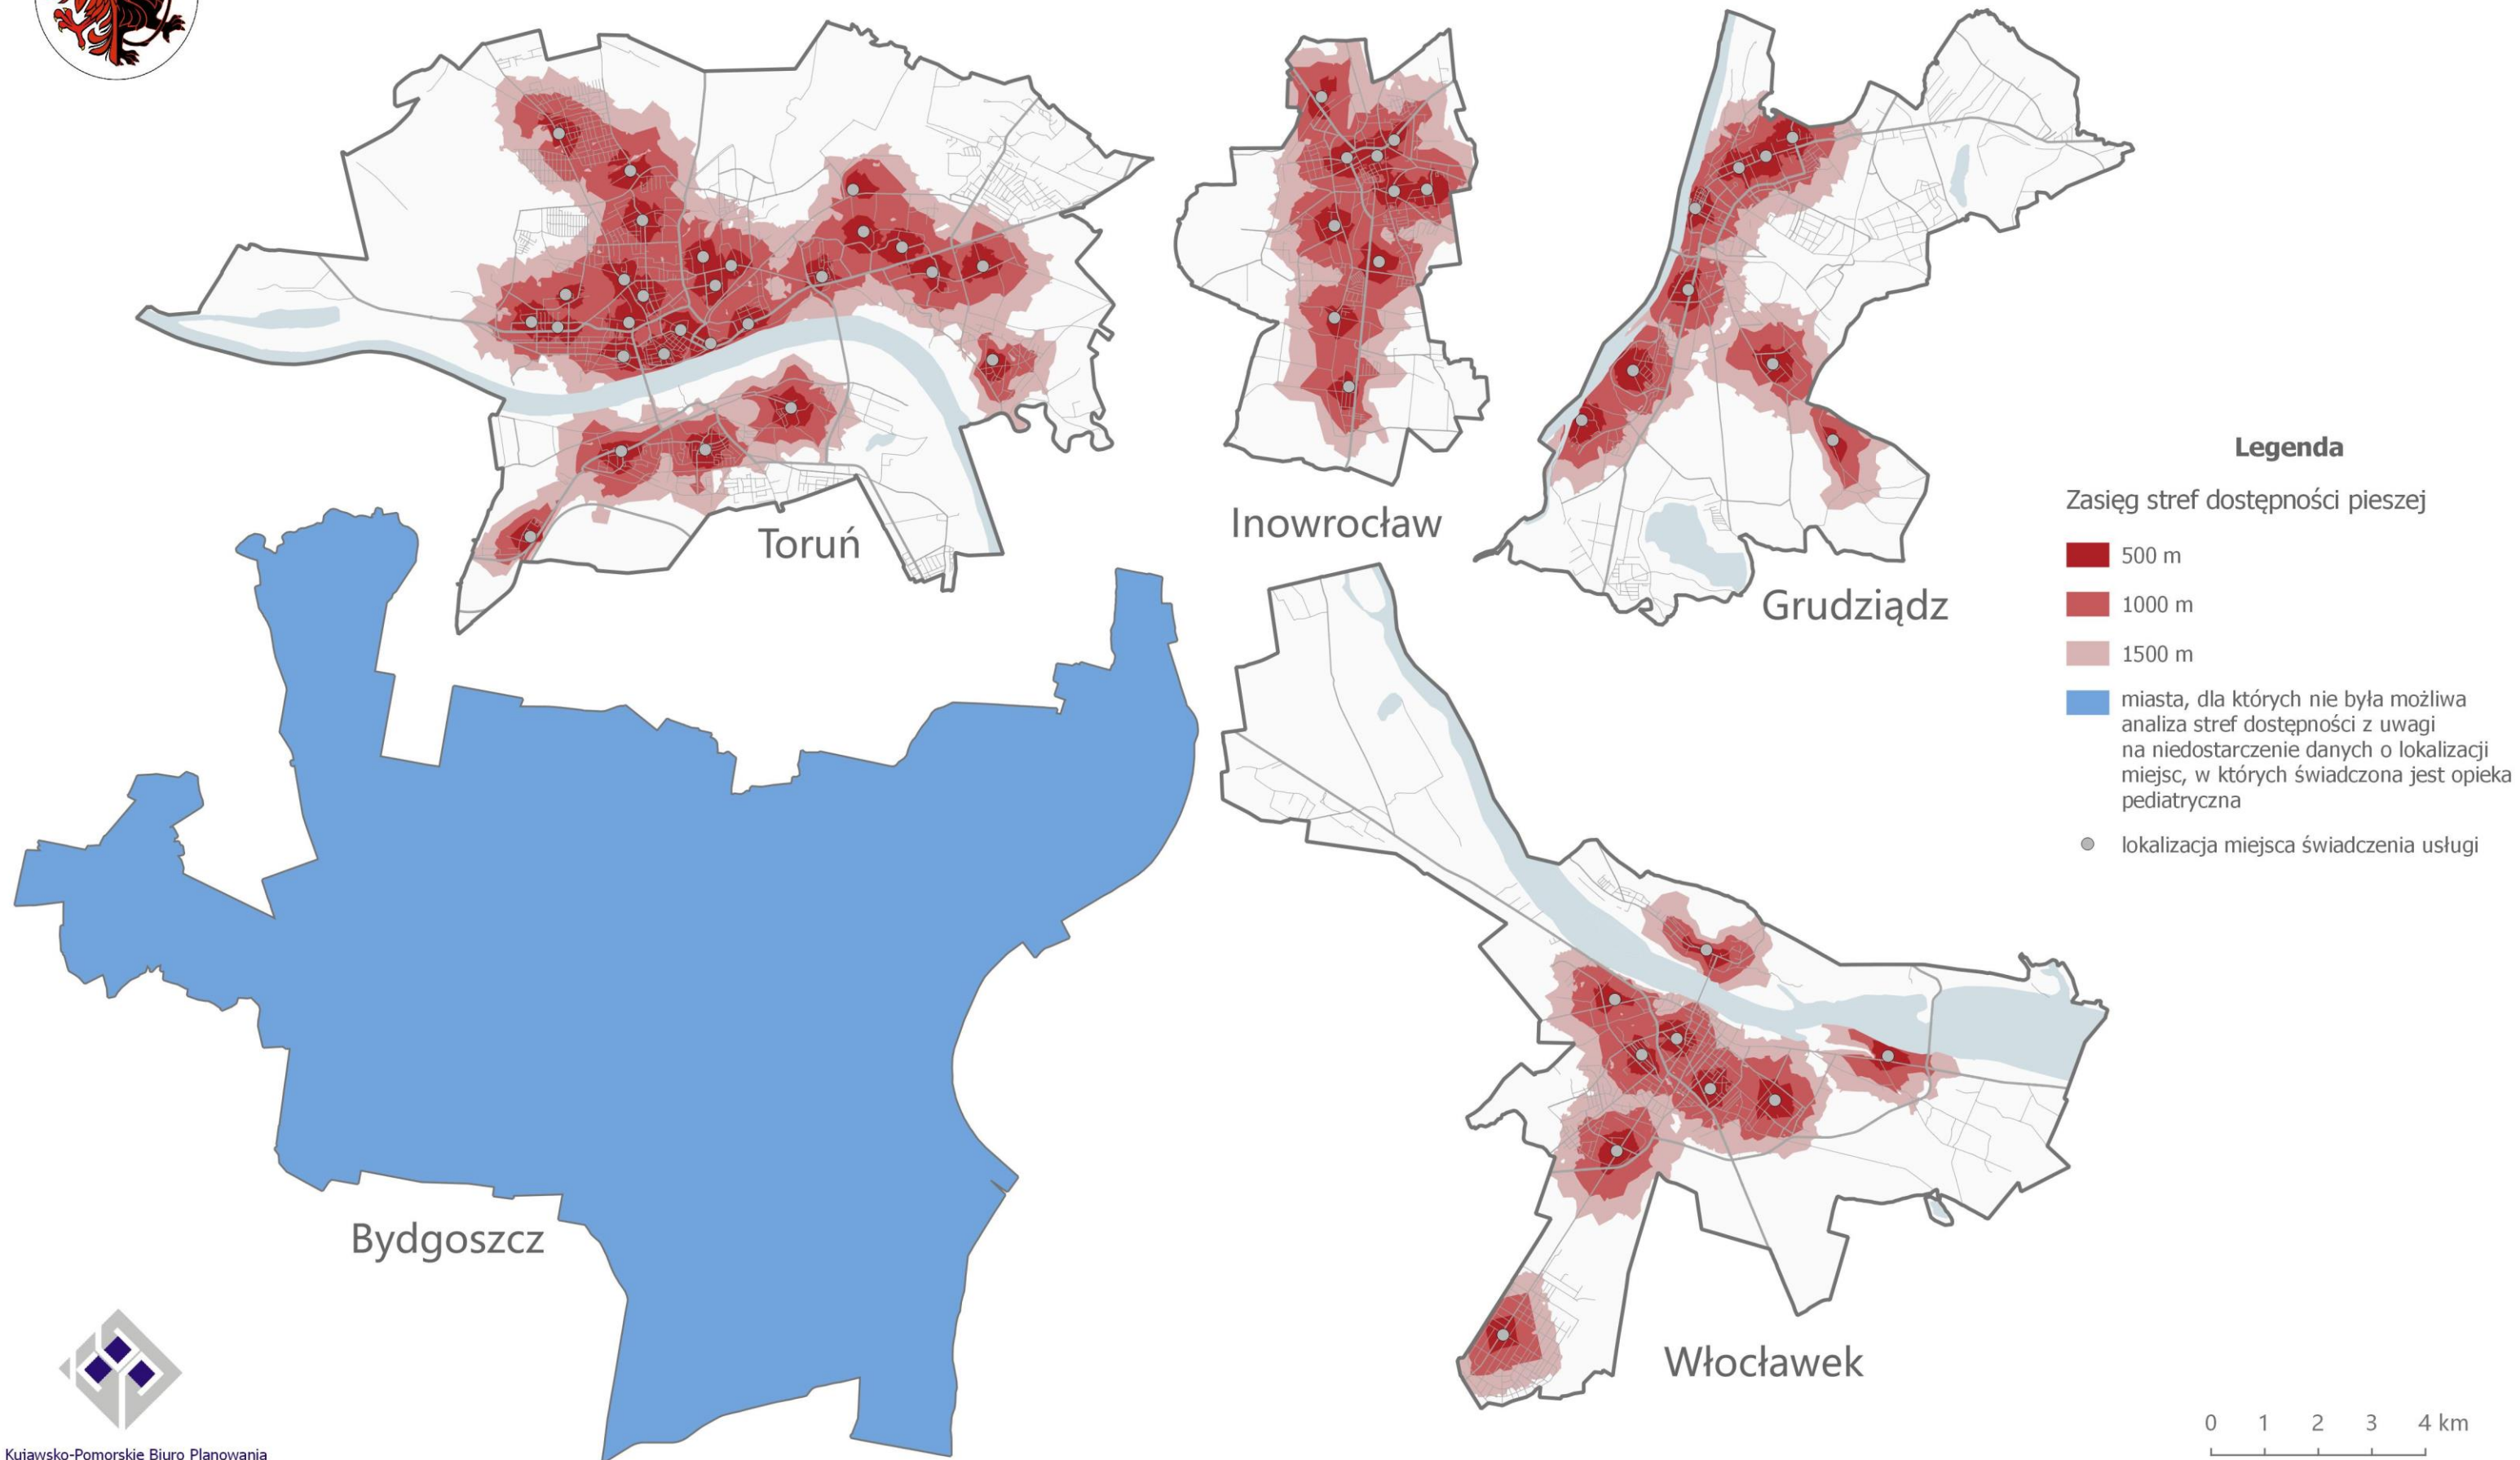 Toruń
Inowrocław
Grudziądz
Legenda
Zasięg stref dostępności pieszej
500 m
1000 m
1500 m
miasta, dla których nie była możliwa
analiza stref dostępności z uwagi
na niedostarczenie danych o lokalizacji
miejsc, w których świadczona jest opieka
pediatryczna
lokalizacja miejsca świadczenia usługi
Bydgoszcz
Włocławek
0 1 2 3 4 km
Kujawsko-Pomorskie Biuro Planowania